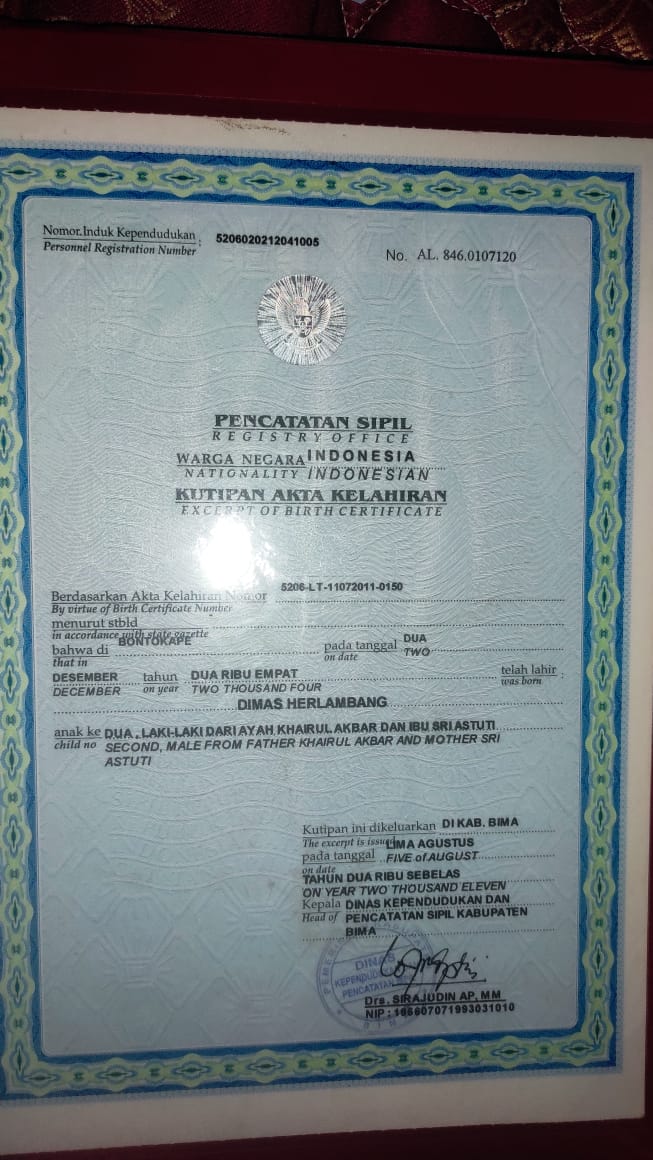 Nomor.Induk Kependudukan : 5206020212041005
Personnel Registration Number
No. AL. 846.0107120
PENCATATAN SIPIL
REGISTRY OFFICE
WARGA NEGARA INDONESIA
NATIONALITY INDONESIAN
KUTIPAN AKTA KELAHIRAN
EXCERPT OF BIRTH CERTIFICATE
Berdasarkan Akta Kelahiran Nomor 5206-LT-11072011-0150
By virtue of Birth Certificate Number
menurut stbld
in accordance with state gazette
bahwa di BONTOKAPE pada tanggal DUA
that in on date TWO
DESEMBER tahun DUA RIBU EMPAT telah lahir :
DECEMBER on year TWO THOUSAND FOUR was born
DIMAS HERLAMBANG
anak ke DUA , LAKI-LAKI DARI AYAH KHAIRUL AKBAR DAN IBU SRI ASTUTI
child no SECOND, MALE FROM FATHER KHAIRUL AKBAR AND MOTHER SRI
ASTUTI
Kutipan ini dikeluarkan DI KAB. BIMA
The excerpt is issued
pada tanggal LIMA AGUSTUS
on date FIVE of AUGUST
TAHUN DUA RIBU SEBELAS
ON YEAR TWO THOUSAND ELEVEN
Kepala DINAS KEPENDUDUKAN DAN
Head of PENCATATAN SIPIL KABUPATEN
BIMA
DINAS
PENCATATAN
BIMA
Drs. SIRAJUDIN AP, MM
NIP : 196607071993031010